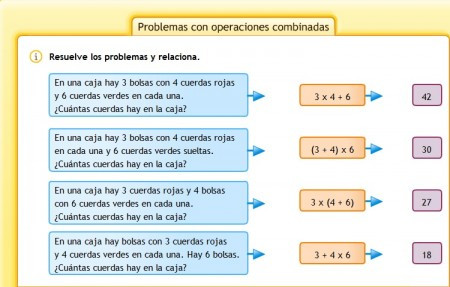 Problemas con operaciones combinadas
i Resuelve los problemas y relaciona.
En una caja hay 3 bolsas con 4 cuerdas rojas
y 6 cuerdas verdes en cada una.
¿Cuántas cuerdas hay en la caja?
3 x 4 + 6
42
En una caja hay 3 bolsas con 4 cuerdas rojas
en cada una y 6 cuerdas verdes sueltas.
¿Cuántas cuerdas hay en la caja?
(3 + 4) x 6
30
En una caja hay 3 cuerdas rojas y 4 bolsas
con 6 cuerdas verdes en cada una.
¿Cuántas cuerdas hay en la caja?
3 x (4 + 6)
27
En una caja hay bolsas con 3 cuerdas rojas
y 4 cuerdas verdes en cada una. Hay 6 bolsas.
¿Cuántas cuerdas hay en la caja?
3 + 4 x 6
18